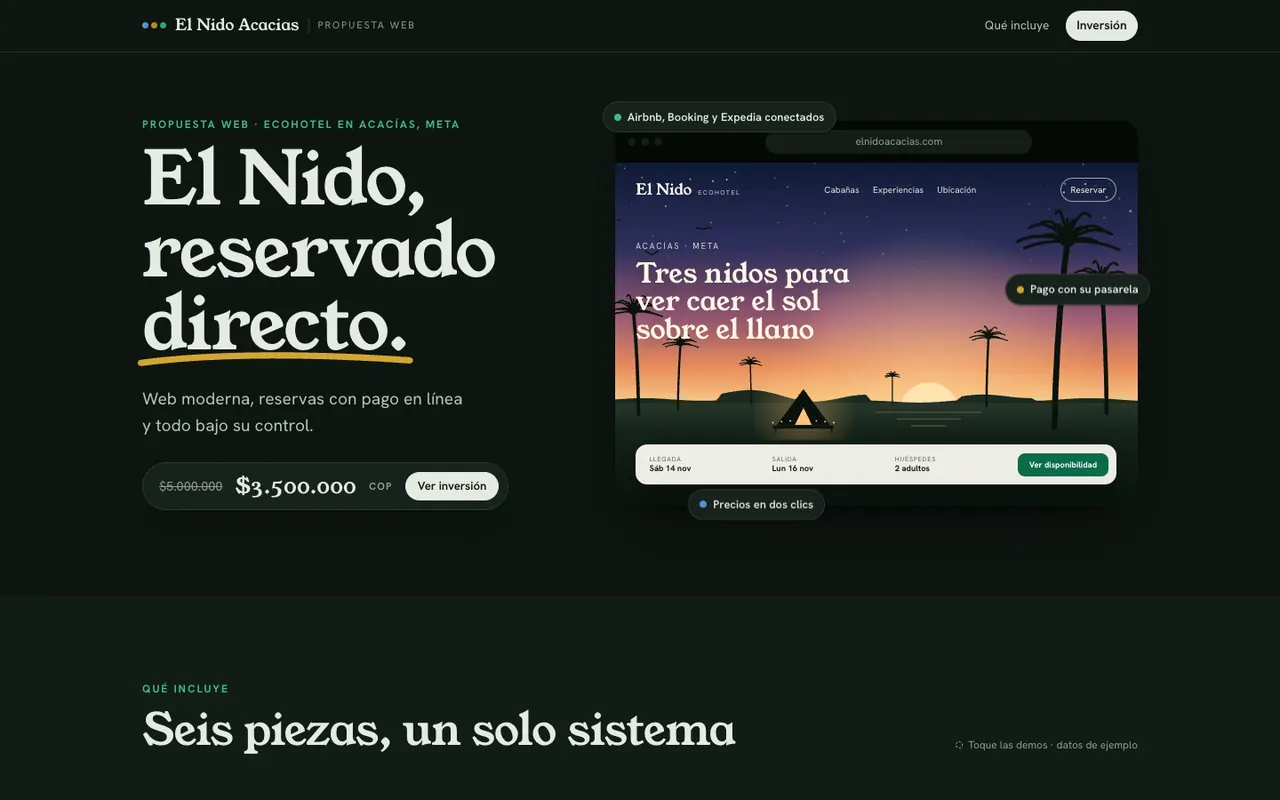 El Nido Acacias
PROPUESTA WEB
Qué incluye
Inversión
PROPUESTA WEB · ECOHOTEL EN ACACÍAS, META
El Nido,
reservado
directo.
Web moderna, reservas con pago en línea
y todo bajo su control.
$5.000.000 $3.500.000 COP Ver inversión
Airbnb, Booking y Expedia conectados
elnidoacacias.com
El Nido ECOHOTEL
Cabañas Experiencias Ubicación
Reservar
ACACÍAS · META
Tres nidos para
ver caer el sol
sobre el llano
Pago con su pasarela
LLEGADA
Sáb 14 nov
SALIDA
Lun 16 nov
HUÉSPEDES
2 adultos
Ver disponibilidad
Precios en dos clics
QUÉ INCLUYE
Seis piezas, un solo sistema
Toque las demos · datos de ejemplo